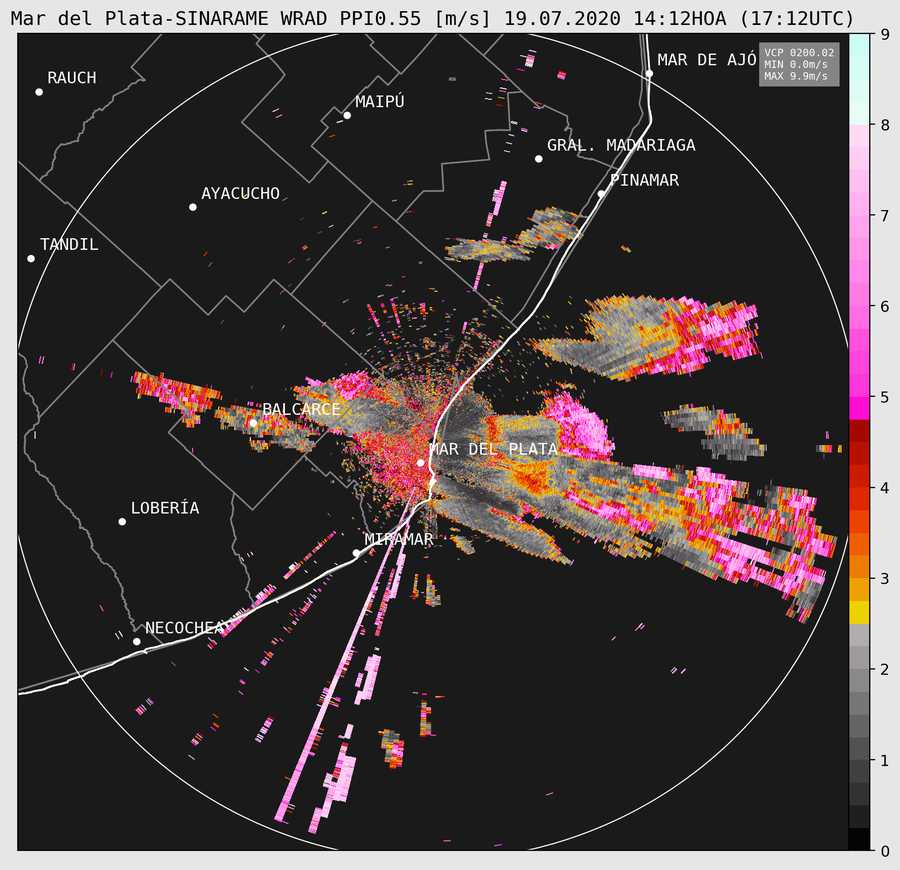 Mar del Plata-SINARAME WRAD PPI0.55 [m/s] 19.07.2020 14:12HOA (17:12UTC)
VCP 0200.02
MIN 0.0m/s
MAX 9.9m/s
MAR DE AJÓ
RAUCH
MAIPÚ
GRAL. MADARIAGA
PINAMAR
AYACUCHO
TANDIL
BALCARCE
MAR DEL PLATA
LOBERÍA
MIRAMAR
NECOCHEA
9
8
7
6
5
4
3
2
1
0